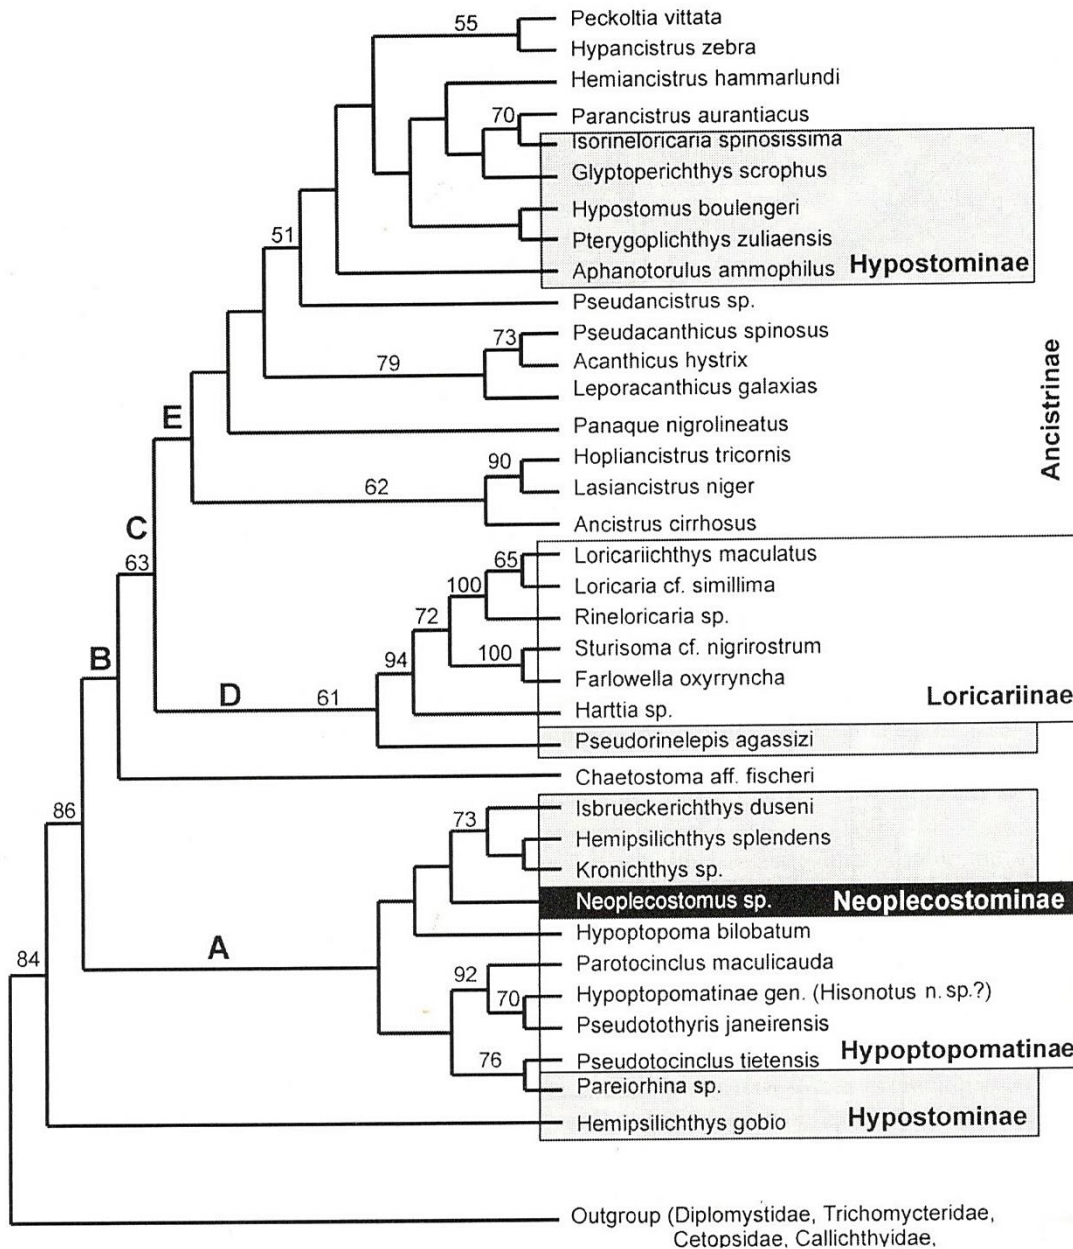 55
Peckoltia vittata
Hypancistrus zebra
Hemiancistrus hammarlundi
70
Parancistrus aurantiacus
Isorineloricaria spinosissima
Glyptoperichthys scrophus
Hypostomus boulengeri
51
Pterygoplichthys zuliaensis
Aphanotorulus ammophilus Hypostominae
Pseudancistrus sp.
73
Pseudacanthicus spinosus
79
Acanthicus hystrix
Leporacanthicus galaxias
Ancistrinae
E
Panaque nigrolineatus
90
Hopliancistrus tricornis
62
Lasiancistrus niger
Ancistrus cirrhosus
C
63
65
Loricariichthys maculatus
100
Loricaria cf. simillima
72
Rineloricaria sp.
100
Sturisoma cf. nigrirostrum
B
94
Farlowella oxyrryncha
D
61
Harttia sp. Loricariinae
Pseudorinelepis agassizi
Chaetostoma aff. fischeri
86
73
Isbrueckerichthys duseni
Hemipsilichthys splendens
Kronichthys sp.
Neoplecostomus sp. Neoplecostominae
Hypoptopoma bilobatum
84
A
92
Parotocinclus maculicauda
70
Hypoptopomatinae gen. (Hisonotus n. sp.?)
Pseudotothyris janeirensis
76
Pseudotocinclus tietensis Hypoptopomatinae
Pareiorhina sp.
Hemipsilichthys gobio Hypostominae
Outgroup (Diplomystidae, Trichomycteridae,
Cetopsidae, Callichthyidae,